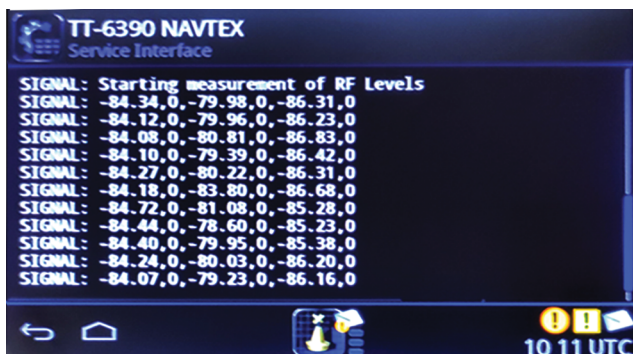 TT-6390 NAVTEX
Service Interface
SIGNAL: Starting measurement of RF Levels
SIGNAL: -84.34,0,-79.98,0,-86.31,0
SIGNAL: -84.12,0,-79.96,0,-86.23,0
SIGNAL: -84.08,0,-80.81,0,-86.83,0
SIGNAL: -84.10,0,-79.39,0,-86.42,0
SIGNAL: -84.27,0,-80.22,0,-86.31,0
SIGNAL: -84.18,0,-83.80,0,-86.68,0
SIGNAL: -84.72,0,-81.08,0,-85.28,0
SIGNAL: -84.44,0,-78.60,0,-85.23,0
SIGNAL: -84.40,0,-79.95,0,-85.38,0
SIGNAL: -84.24,0,-80.03,0,-86.20,0
SIGNAL: -84.07,0,-79.23,0,-86.16,0
10 11 UTC